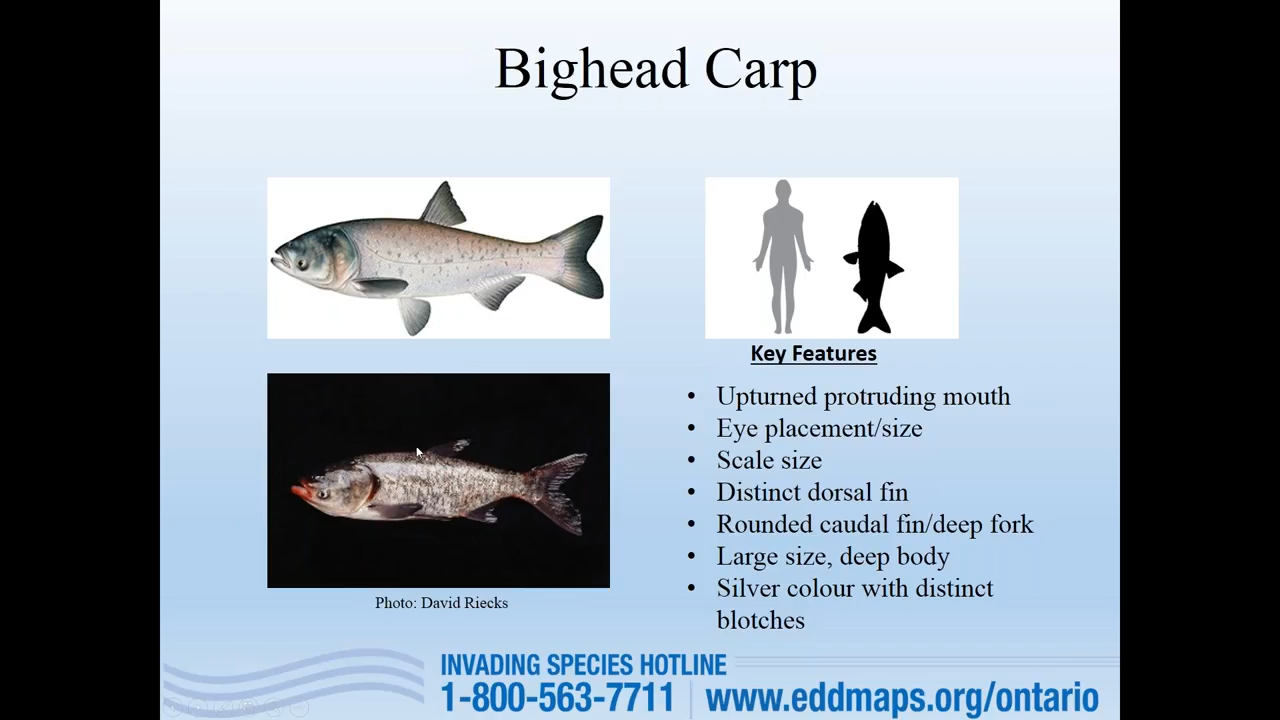 Bighead Carp
Key Features
• Upturned protruding mouth
• Eye placement/size
• Scale size
• Distinct dorsal fin
• Rounded caudal fin/deep fork
• Large size, deep body
• Silver colour with distinct
blotches
Photo: David Riecks
INVADING SPECIES HOTLINE
1-800-563-7711 | www.eddmaps.org/ontario